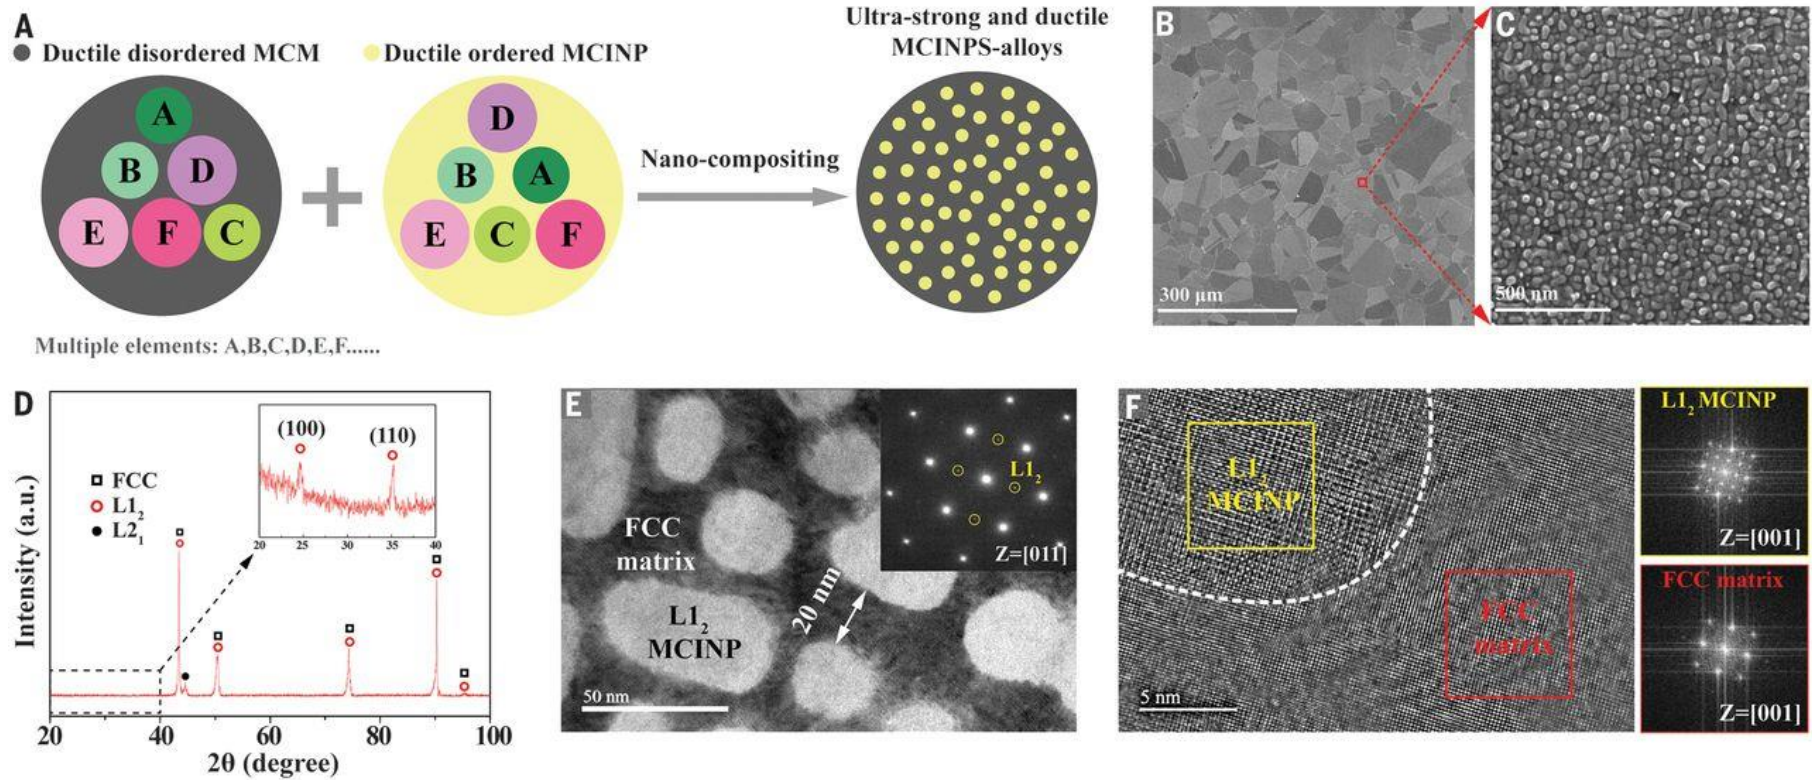 A
Ductile disordered MCM
Ductile ordered MCINP
Ultra-strong and ductile
MCINPS-alloys
A
B
D
E
F
C
D
B
A
E
C
F
Nano-compositing
Multiple elements: A,B,C,D,E,F......
B
300 μm
C
500 nm
D
Intensity (a.u.)
FCC
L1₂
L2₁
(100)
(110)
20 25 30 35 40
20 40 60 80 100
2θ (degree)
E
FCC
matrix
L1₂
MCINP
20 nm
50 nm
L1₂
Z=[011]
F
L1₂
MCINP
FCC
matrix
5 nm
L1₂ MCINP
Z=[001]
FCC matrix
Z=[001]